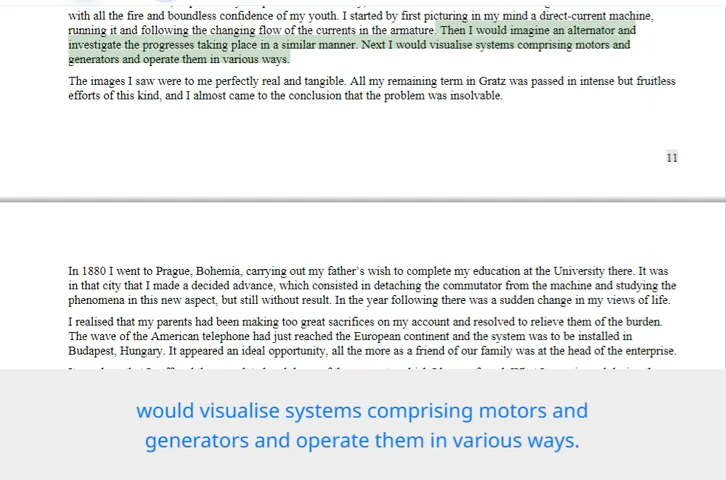 with all the fire and boundless confidence of my youth. I started by first picturing in my mind a direct-current machine,
running it and following the changing flow of the currents in the armature. Then I would imagine an alternator and
investigate the progresses taking place in a similar manner. Next I would visualise systems comprising motors and
generators and operate them in various ways.
The images I saw were to me perfectly real and tangible. All my remaining term in Gratz was passed in intense but fruitless
efforts of this kind, and I almost came to the conclusion that the problem was insolvable.
11
In 1880 I went to Prague, Bohemia, carrying out my father's wish to complete my education at the University there. It was
in that city that I made a decided advance, which consisted in detaching the commutator from the machine and studying the
phenomena in this new aspect, but still without result. In the year following there was a sudden change in my views of life.
I realised that my parents had been making too great sacrifices on my account and resolved to relieve them of the burden.
The wave of the American telephone had just reached the European continent and the system was to be installed in
Budapest, Hungary. It appeared an ideal opportunity, all the more as a friend of our family was at the head of the enterprise.
would visualise systems comprising motors and
generators and operate them in various ways.